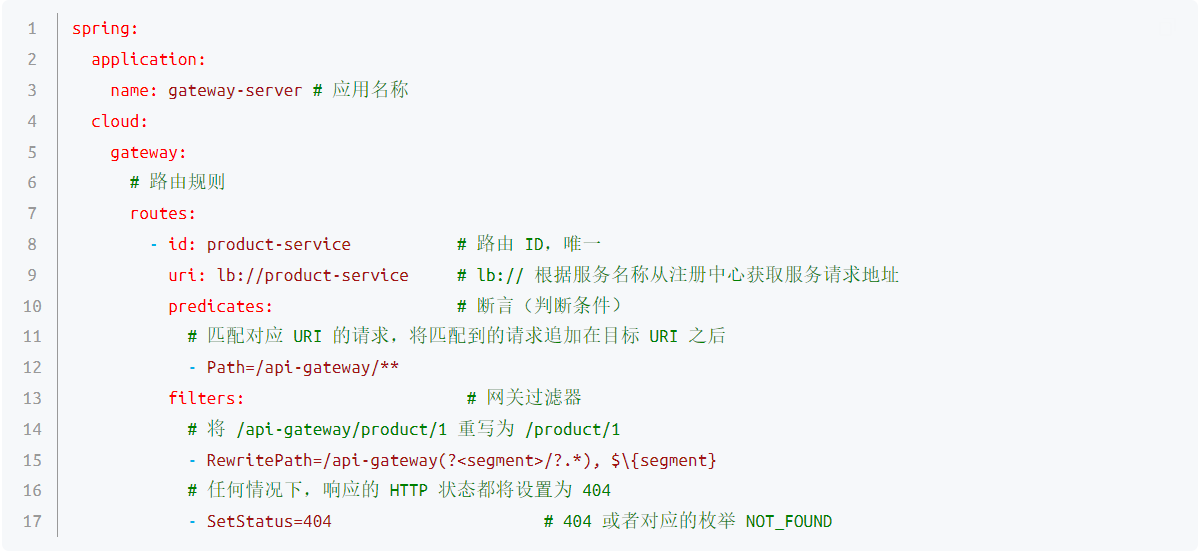 1 spring:
2   application:
3     name: gateway-server # 应用名称
4   cloud:
5     gateway:
6       # 路由规则
7       routes:
8         - id: product-service           # 路由 ID，唯一
9           uri: lb://product-service     # lb:// 根据服务名称从注册中心获取服务请求地址
10           predicates:                   # 断言（判断条件）
11             # 匹配对应 URI 的请求，将匹配到的请求追加在目标 URI 之后
12             - Path=/api-gateway/**
13           filters:                       # 网关过滤器
14             # 将 /api-gateway/product/1 重写为 /product/1
15             - RewritePath=/api-gateway(?<segment>/?.*), $\{segment}
16             # 任何情况下，响应的 HTTP 状态都将设置为 404
17             - SetStatus=404                      # 404 或者对应的枚举 NOT_FOUND